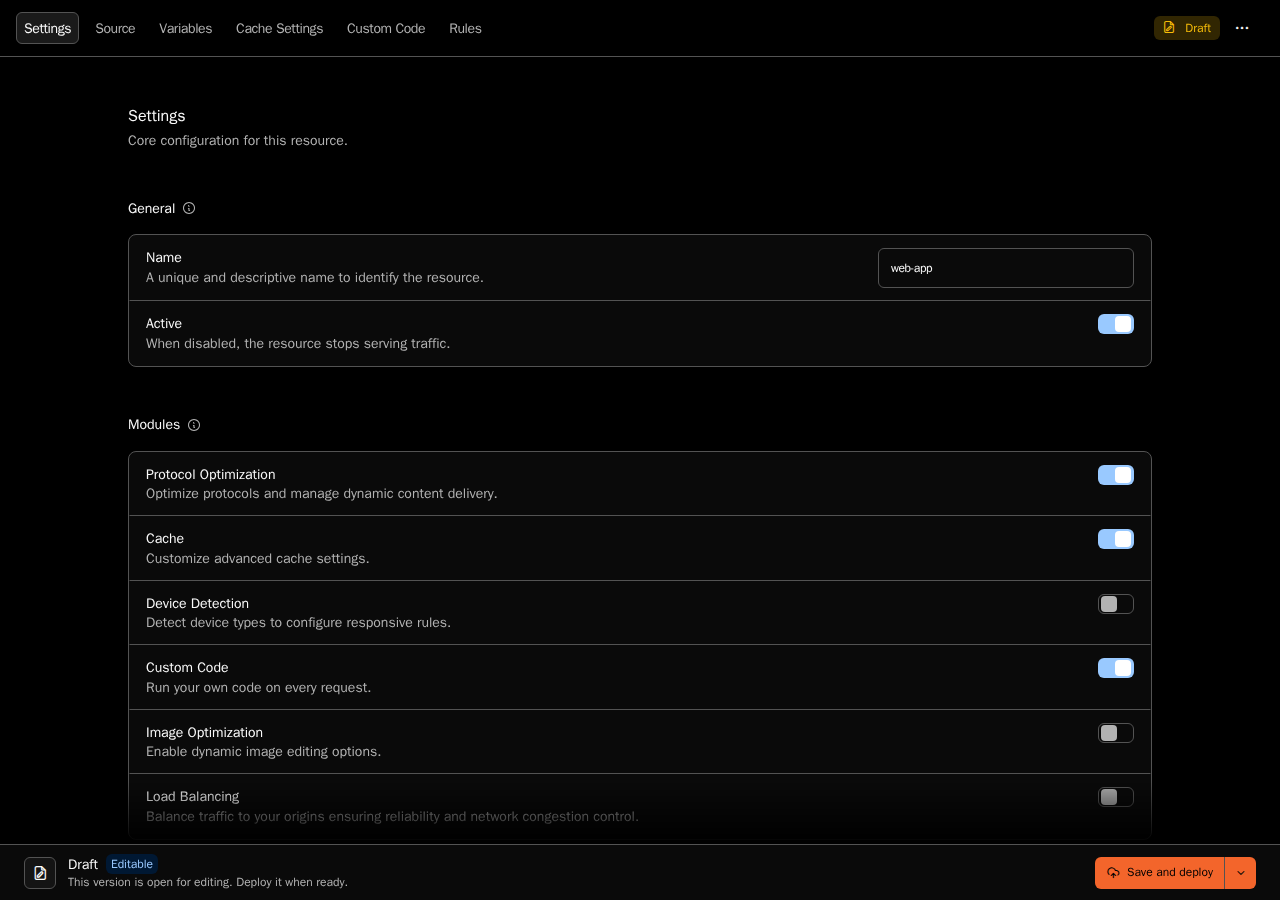 Settings
Source
Variables
Cache Settings
Custom Code
Rules
Draft
Settings
Core configuration for this resource.
General
Name
A unique and descriptive name to identify the resource.
web-app
Active
When disabled, the resource stops serving traffic.
Modules
Protocol Optimization
Optimize protocols and manage dynamic content delivery.
Cache
Customize advanced cache settings.
Device Detection
Detect device types to configure responsive rules.
Custom Code
Run your own code on every request.
Image Optimization
Enable dynamic image editing options.
Load Balancing
Balance traffic to your origins ensuring reliability and network congestion control.
Draft Editable
This version is open for editing. Deploy it when ready.
Save and deploy